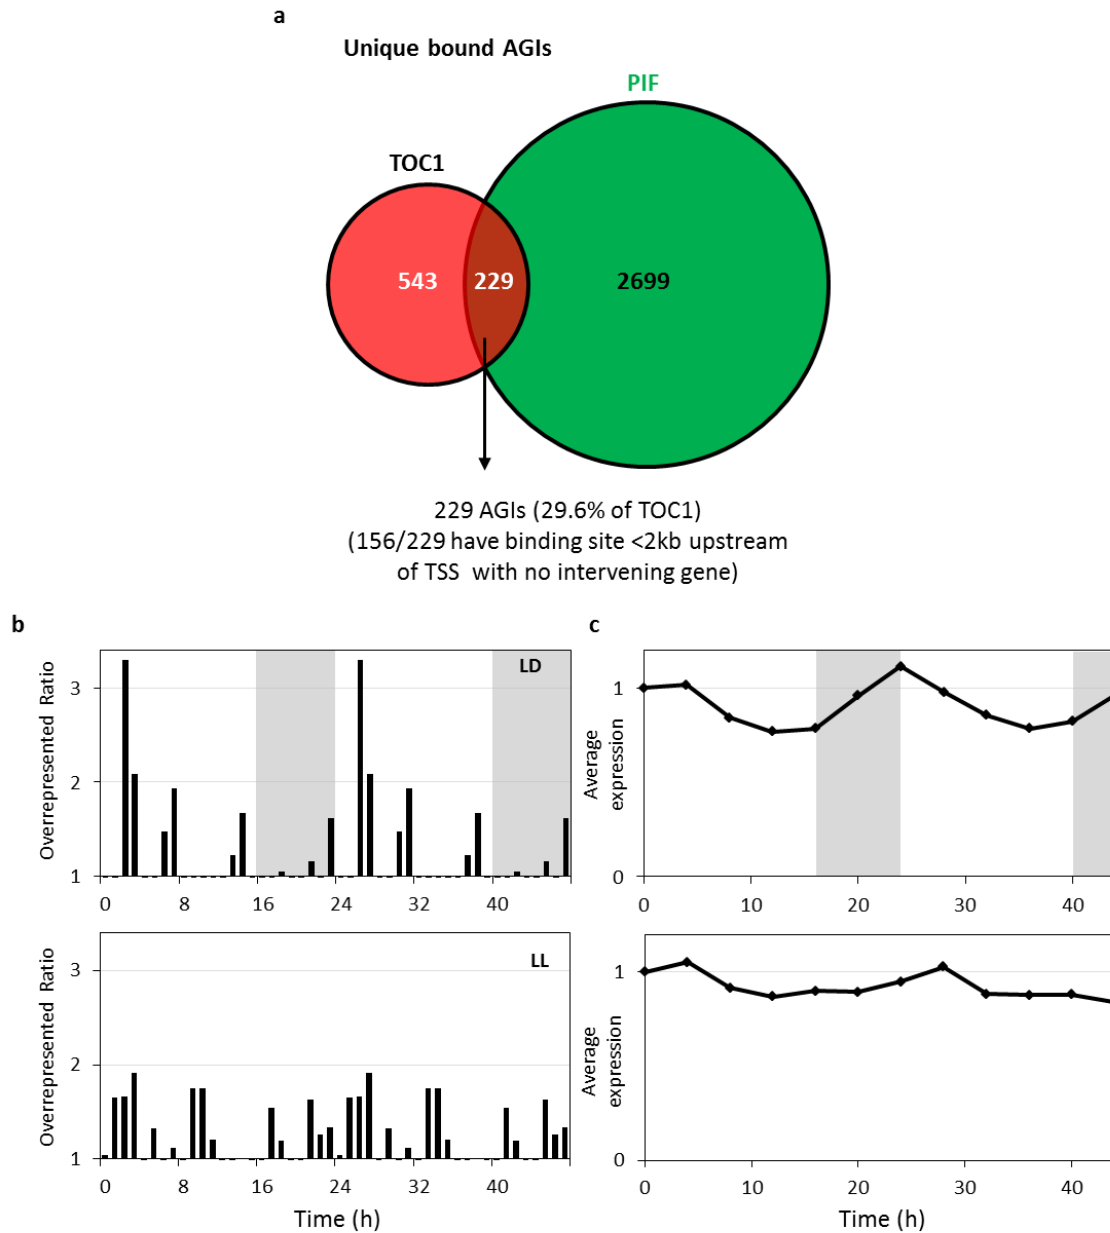 a
Unique bound AGIs
PIF
TOC1
543
229
2699
229 AGIs (29.6% of TOC1)
(156/229 have binding site <2kb upstream
of TSS with no intervening gene)
b
Overrepresented Ratio
LD
3
2
1
0 8 16 24 32 40
Overrepresented Ratio
LL
3
2
1
0 8 16 24 32 40
Time (h)
c
Average
expression
1
0
0 10 20 30 40
Average
expression
1
0
0 10 20 30 40
Time (h)